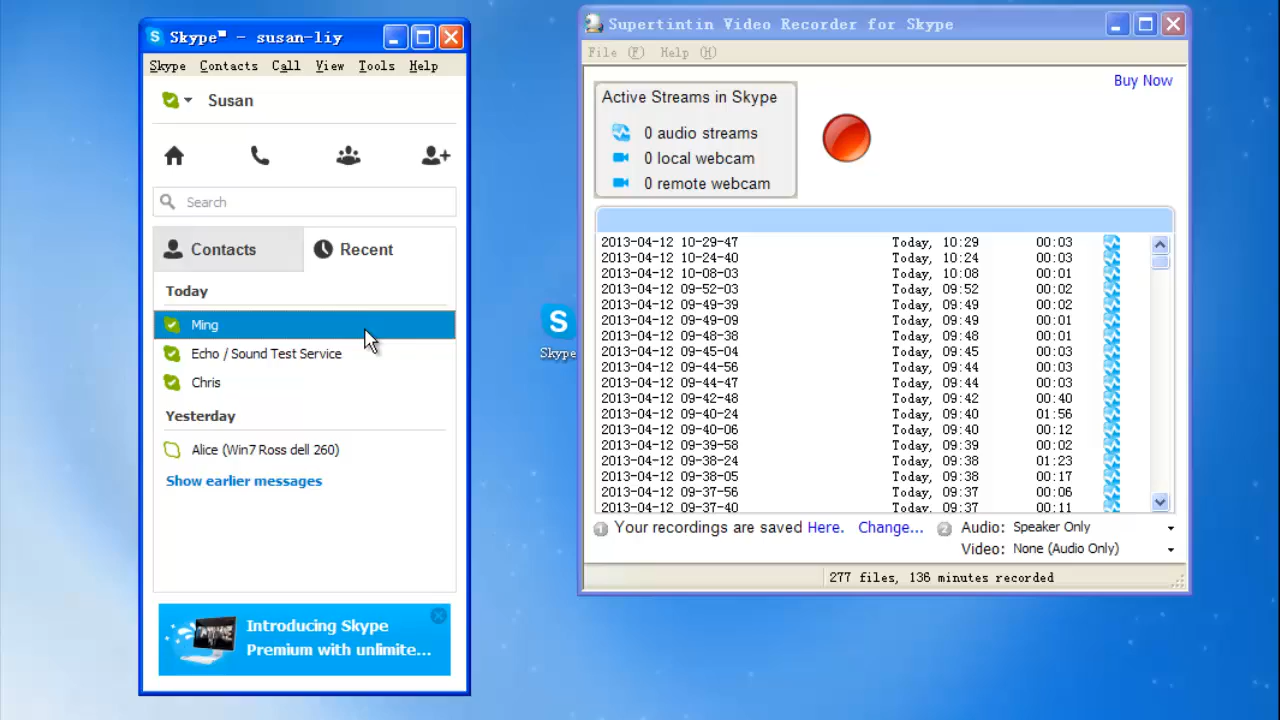 Skype™ - susan-liy
Skype Contacts Call View Tools Help
Susan
Search
Contacts Recent
Today
Ming
Echo / Sound Test Service
Chris
Yesterday
Alice (Win7 Ross dell 260)
Show earlier messages
Introducing Skype
Premium with unlimite...
Skype
Supertintin Video Recorder for Skype
File (F) Help (H)
Buy Now
Active Streams in Skype
0 audio streams
0 local webcam
0 remote webcam
2013-04-12 10-29-47 Today, 10:29 00:03
2013-04-12 10-24-40 Today, 10:24 00:03
2013-04-12 10-08-03 Today, 10:08 00:01
2013-04-12 09-52-03 Today, 09:52 00:02
2013-04-12 09-49-39 Today, 09:49 00:02
2013-04-12 09-49-09 Today, 09:49 00:01
2013-04-12 09-48-38 Today, 09:48 00:01
2013-04-12 09-45-04 Today, 09:45 00:03
2013-04-12 09-44-56 Today, 09:44 00:03
2013-04-12 09-44-47 Today, 09:44 00:03
2013-04-12 09-42-48 Today, 09:42 00:40
2013-04-12 09-40-24 Today, 09:40 01:56
2013-04-12 09-40-06 Today, 09:40 00:12
2013-04-12 09-39-58 Today, 09:39 00:02
2013-04-12 09-38-24 Today, 09:38 01:23
2013-04-12 09-38-05 Today, 09:38 00:17
2013-04-12 09-37-56 Today, 09:37 00:06
2013-04-12 09-37-40 Today, 09:37 00:11
1 Your recordings are saved Here. Change... 2 Audio: Speaker Only
Video: None (Audio Only)
277 files, 136 minutes recorded